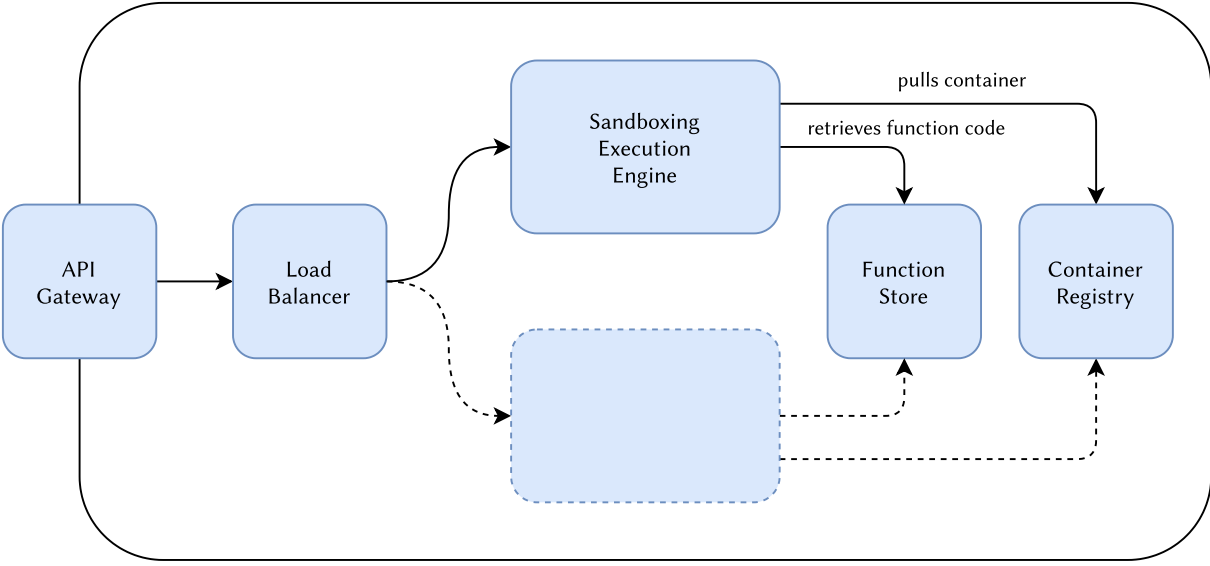 pulls container
Sandboxing
Execution
Engine
retrieves function code
API
Gateway
Load
Balancer
Function
Store
Container
Registry